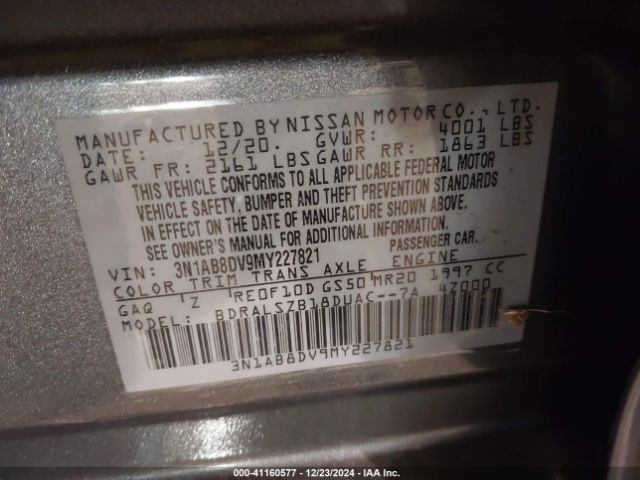 MANUFACTURED BY NISSAN MOTOR CO., LTD.
DATE: 12/20. GVWR: 4001 LBS
GAWR FR: 2161 LBS GAWR RR: 1863 LBS
THIS VEHICLE CONFORMS TO ALL APPLICABLE FEDERAL MOTOR
VEHICLE SAFETY, BUMPER AND THEFT PREVENTION STANDARDS
IN EFFECT ON THE DATE OF MANUFACTURE SHOWN ABOVE.
SEE OWNER'S MANUAL FOR ADDITIONAL INFORMATION.
VIN: 3N1AB8DV9MY227821 PASSENGER CAR.
COLOR TRIM TRANS AXLE ENGINE
GAQ Z RE0F10D GS50 MR20 1997 CC
MODEL: BDRALSZB18DUAC--7A 4Z000
3N1AB8DV9MY227821
000-41160577 - 12/23/2024 - IAA Inc.